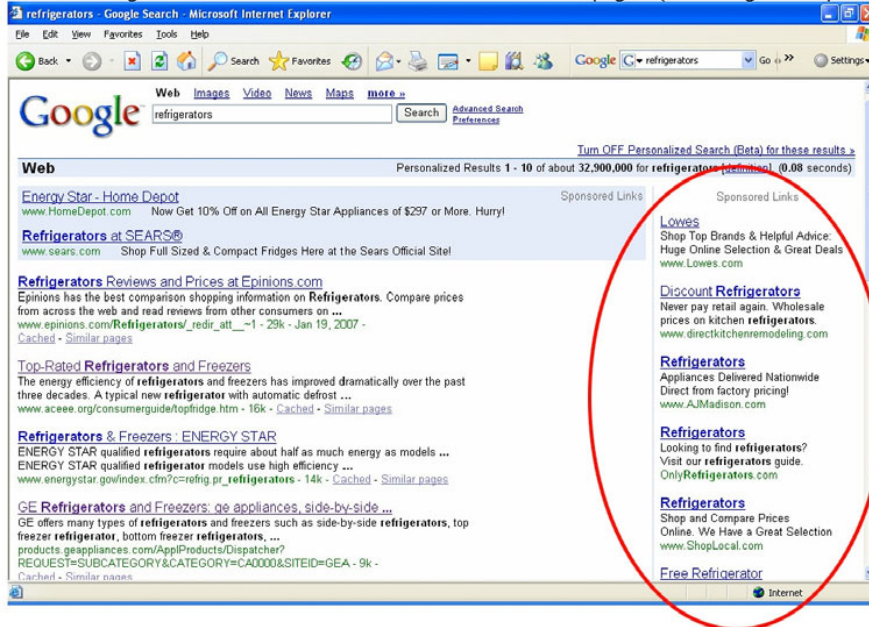 refrigerators - Google Search - Microsoft Internet Explorer
File Edit View Favorites Tools Help
Back Search Favorites Google G refrigerators Go Settings
Web Images Video News Maps more »
Google refrigerators Search Advanced Search
Preferences
Turn OFF Personalized Search (Beta) for these results »
Web Personalized Results 1 - 10 of about 32,900,000 for refrigerators [definition]. (0.08 seconds)
Energy Star - Home Depot Sponsored Links
www.HomeDepot.com Now Get 10% Off on All Energy Star Appliances of $297 or More. Hurry!
Refrigerators at SEARS®
www.sears.com Shop Full Sized & Compact Fridges Here at the Sears Official Site!
Refrigerators Reviews and Prices at Epinions.com
Epinions has the best comparison shopping information on Refrigerators. Compare prices
from across the web and read reviews from other consumers on ...
www.epinions.com/Refrigerators/_redir_att__~1 - 29k - Jan 19, 2007 -
Cached - Similar pages
Top-Rated Refrigerators and Freezers
The energy efficiency of refrigerators and freezers has improved dramatically over the past
three decades. A typical new refrigerator with automatic defrost ...
www.aceee.org/consumerguide/topfridge.htm - 16k - Cached - Similar pages
Refrigerators & Freezers : ENERGY STAR
ENERGY STAR qualified refrigerators require about half as much energy as models ...
ENERGY STAR qualified refrigerator models use high efficiency ...
www.energystar.gov/index.cfm?c=refrig.pr_refrigerators - 14k - Cached - Similar pages
GE Refrigerators and Freezers: ge appliances, side-by-side ...
GE offers many types of refrigerators and freezers such as side-by-side refrigerators, top
freezer refrigerator, bottom freezer refrigerators, ...
products.geappliances.com/ApplProducts/Dispatcher?
REQUEST=SUBCATEGORY&CATEGORY=CA0000&SITEID=GEA - 9k -
Cached - Similar pages
Sponsored Links
Lowes
Shop Top Brands & Helpful Advice:
Huge Online Selection & Great Deals
www.Lowes.com
Discount Refrigerators
Never pay retail again. Wholesale
prices on kitchen refrigerators.
www.directkitchenremodeling.com
Refrigerators
Appliances Delivered Nationwide
Direct from factory pricing!
www.AJMadison.com
Refrigerators
Looking to find refrigerators?
Visit our refrigerators guide.
OnlyRefrigerators.com
Refrigerators
Shop and Compare Prices
Online. We Have a Great Selection
www.ShopLocal.com
Free Refrigerator
Internet